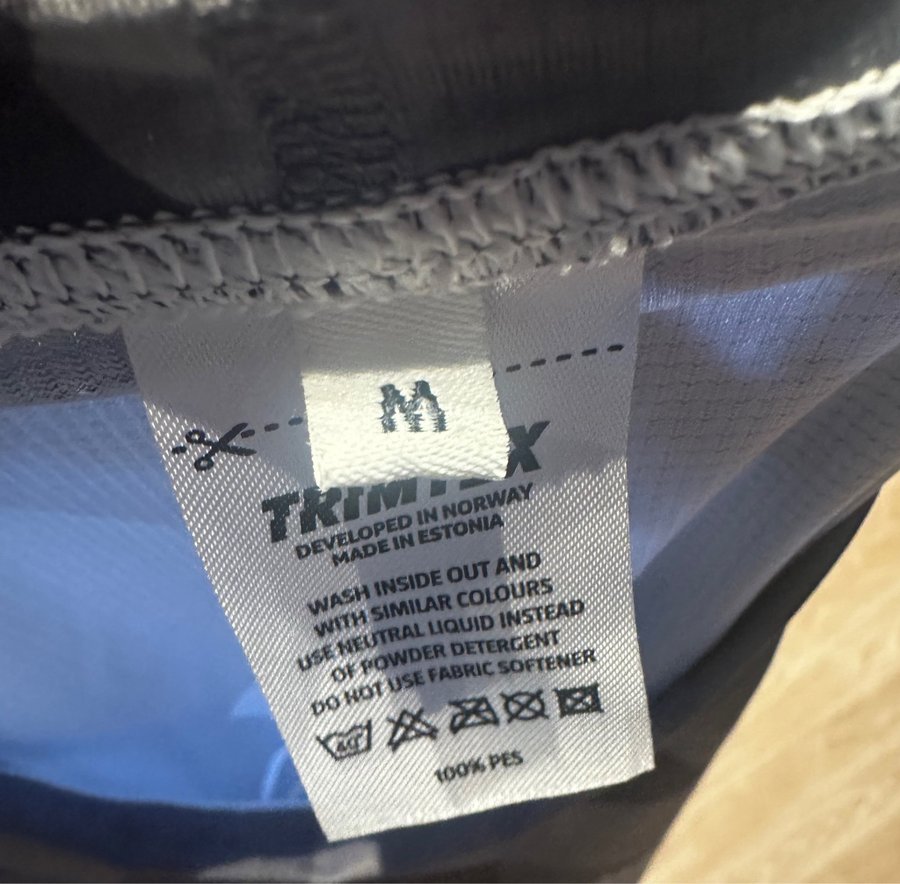 M
TRIMTEX
DEVELOPED IN NORWAY
MADE IN ESTONIA
WASH INSIDE OUT AND
WITH SIMILAR COLOURS
USE NEUTRAL LIQUID INSTEAD
OF POWDER DETERGENT
DO NOT USE FABRIC SOFTENER
40
100% PES